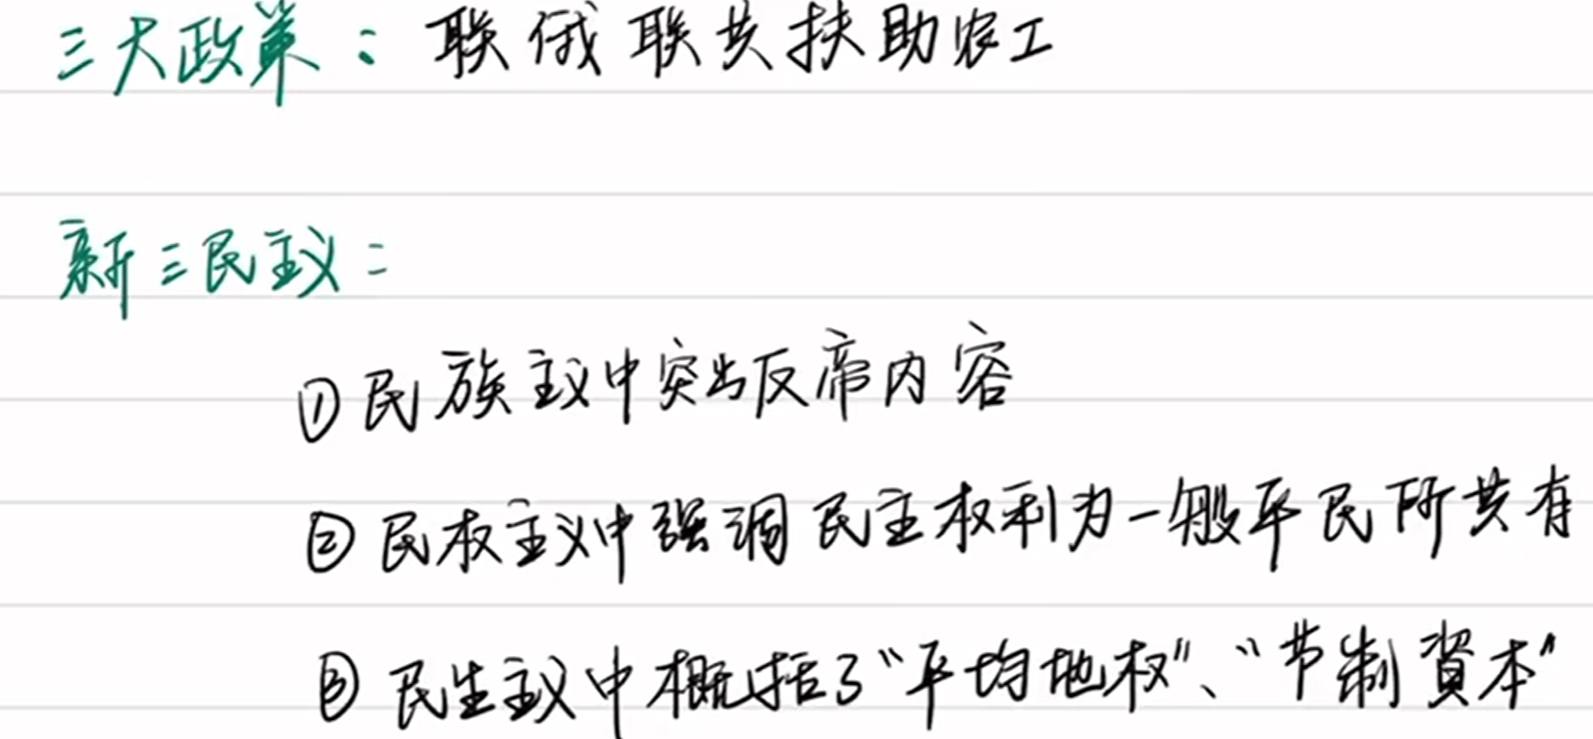 三大政策：联俄联共扶助农工
新三民主义：
①民族主义中突出反帝内容
②民权主义中强调民主权利为一般平民所共有
③民生主义中概括了“平均地权”、“节制資本”